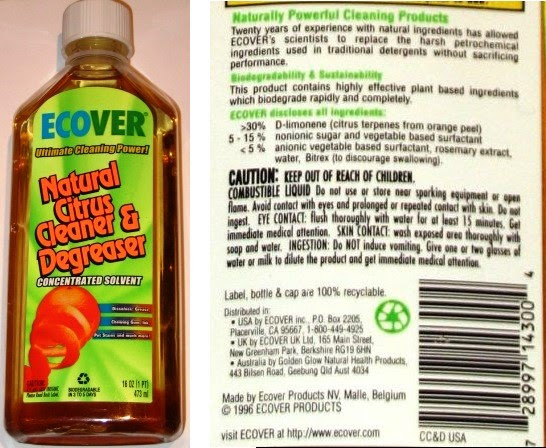 ECOVER®
Ultimate Cleaning Power!
Natural
Citrus
Cleaner &
Degreaser
CONCENTRATED SOLVENT
Dissolves Grease!
BIODEGRADABLE
IN 3 TO 5 DAYS
16 OZ (1 PT)
473 ml
Naturally Powerful Cleaning Products
Twenty years of experience with natural ingredients has allowed
ECOVER's scientists to replace the harsh petrochemical
ingredients used in traditional detergents without sacrificing
performance.
Biodegradability & Sustainability
This product contains highly effective plant based ingredients
which biodegrade rapidly and completely.
ECOVER discloses all ingredients:
>30% D-limonene (citrus terpenes from orange peel)
5 - 15 % nonionic sugar and vegetable based surfactant
< 5 % anionic vegetable based surfactant, rosemary extract,
water, Bitrex (to discourage swallowing).
CAUTION: KEEP OUT OF REACH OF CHILDREN.
COMBUSTIBLE LIQUID Do not use or store near sparking equipment or open
flame. Avoid contact with eyes and prolonged or repeated contact with skin. Do not
ingest. EYE CONTACT: flush thoroughly with water for at least 15 minutes. Get
immediate medical attention. SKIN CONTACT: wash exposed area thoroughly with
soap and water. INGESTION: Do NOT induce vomiting. Give one or two glasses of
water or milk to dilute the product and get immediate medical attention.
Label, bottle & cap are 100% recyclable.
Distributed in:
• USA by ECOVER inc., P.O. Box 2205,
Placerville, CA 95667, 1-800-449-4925
• UK by ECOVER UK Ltd, 165 Main Street,
New Greenham Park, Berkshire RG19 6HN
• Australia by Golden Glow Natural Health Products,
443 Bilsen Road, Geebung Qld Aust 4034
Made by Ecover Products NV, Malle, Belgium
© 1996 ECOVER PRODUCTS
visit ECOVER at http://www.ecover.com
CC&D USA
7 28997 14300 4